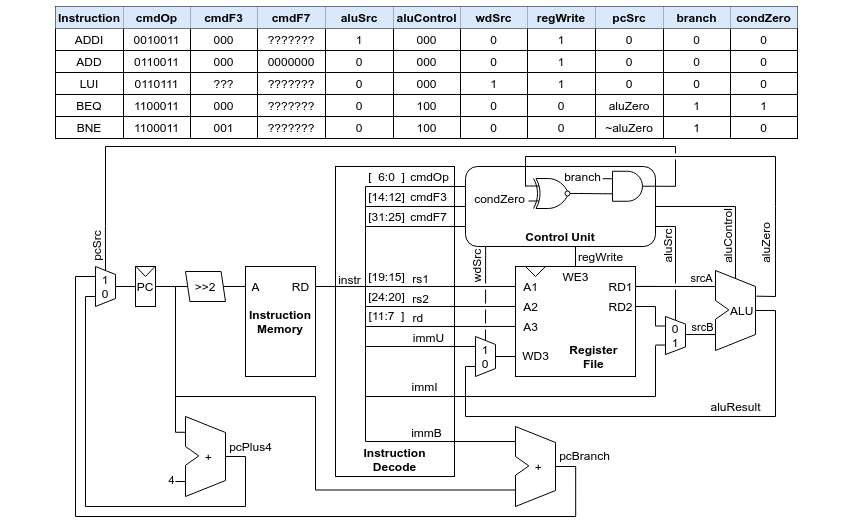 Instruction cmdOp cmdF3 cmdF7 aluSrc aluControl wdSrc regWrite pcSrc branch condZero
ADDI 0010011 000 ??????? 1 000 0 1 0 0 0
ADD 0110011 000 0000000 0 000 0 1 0 0 0
LUI 0110111 ??? ??????? 0 000 1 1 0 0 0
BEQ 1100011 000 ??????? 0 100 0 0 aluZero 1 1
BNE 1100011 001 ??????? 0 100 0 0 ~aluZero 1 0
[ 6:0 ] cmdOp
[14:12] cmdF3
[31:25] cmdF7
branch
condZero
Control Unit
pcSrc
wdSrc
regWrite
aluSrc
aluControl
aluZero
1
0
PC
>>2
A RD
Instruction
Memory
instr
[19:15] rs1
[24:20] rs2
[11:7 ] rd
immU
immI
immB
Instruction
Decode
1
0
WE3
A1 RD1
A2 RD2
A3
WD3
Register
File
srcA
srcB
0
1
ALU
aluResult
pcPlus4
+
4
pcBranch
+